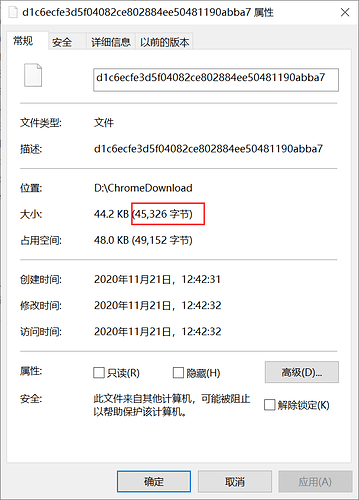 d1c6ecfe3d5f04082ce802884ee50481190abba7 属性
常规 安全 详细信息 以前的版本
d1c6ecfe3d5f04082ce802884ee50481190abba7
文件类型: 文件
描述: d1c6ecfe3d5f04082ce802884ee50481190abba7
位置: D:\ChromeDownload
大小: 44.2 KB (45,326 字节)
占用空间: 48.0 KB (49,152 字节)
创建时间: 2020年11月21日，12:42:31
修改时间: 2020年11月21日，12:42:32
访问时间: 2020年11月21日，12:42:32
属性: 只读(R) 隐藏(H) 高级(D)...
安全: 此文件来自其他计算机，可能被阻止
以帮助保护该计算机。 解除锁定(K)
确定 取消 应用(A)